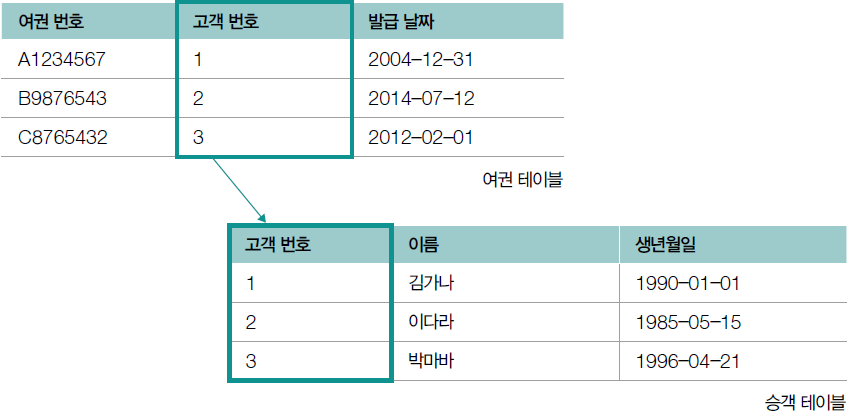 여권 번호 고객 번호 발급 날짜
A1234567 1 2004–12–31
B9876543 2 2014–07–12
C8765432 3 2012–02–01
여권 테이블
고객 번호 이름 생년월일
1 김가나 1990–01–01
2 이다라 1985–05–15
3 박마바 1996–04–21
승객 테이블